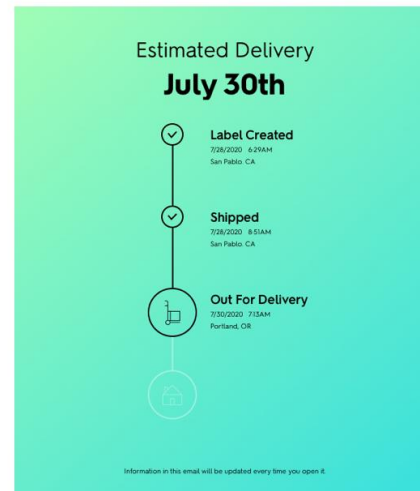 Estimated Delivery
July 30th
Label Created
7/28/2020 6:29AM
San Pablo. CA
Shipped
7/28/2020 8:51AM
San Pablo. CA
Out For Delivery
7/30/2020 7:13AM
Portland, OR
Information in this email will be updated every time you open it.